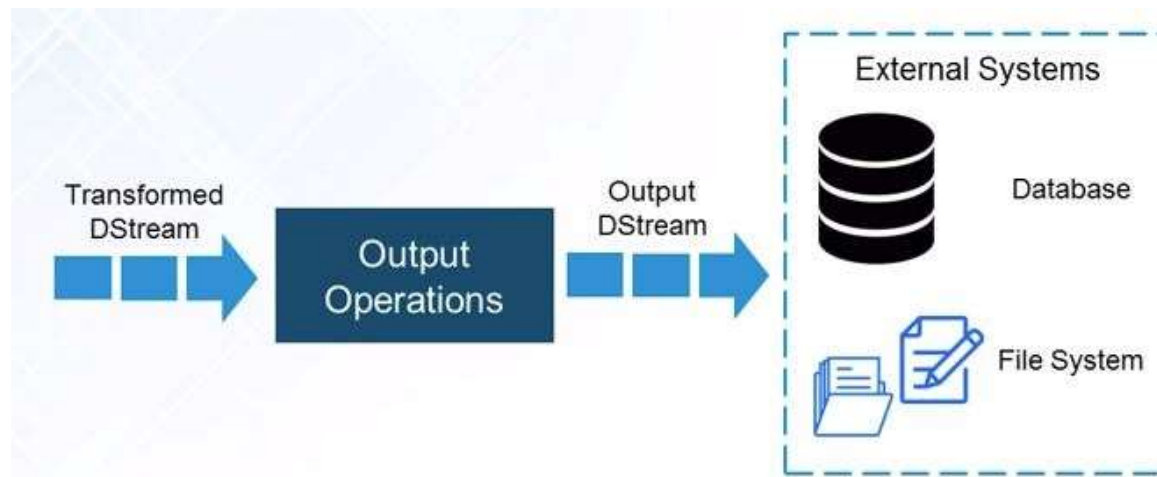 Transformed
DStream
Output
Operations
Output
DStream
External Systems
Database
File System